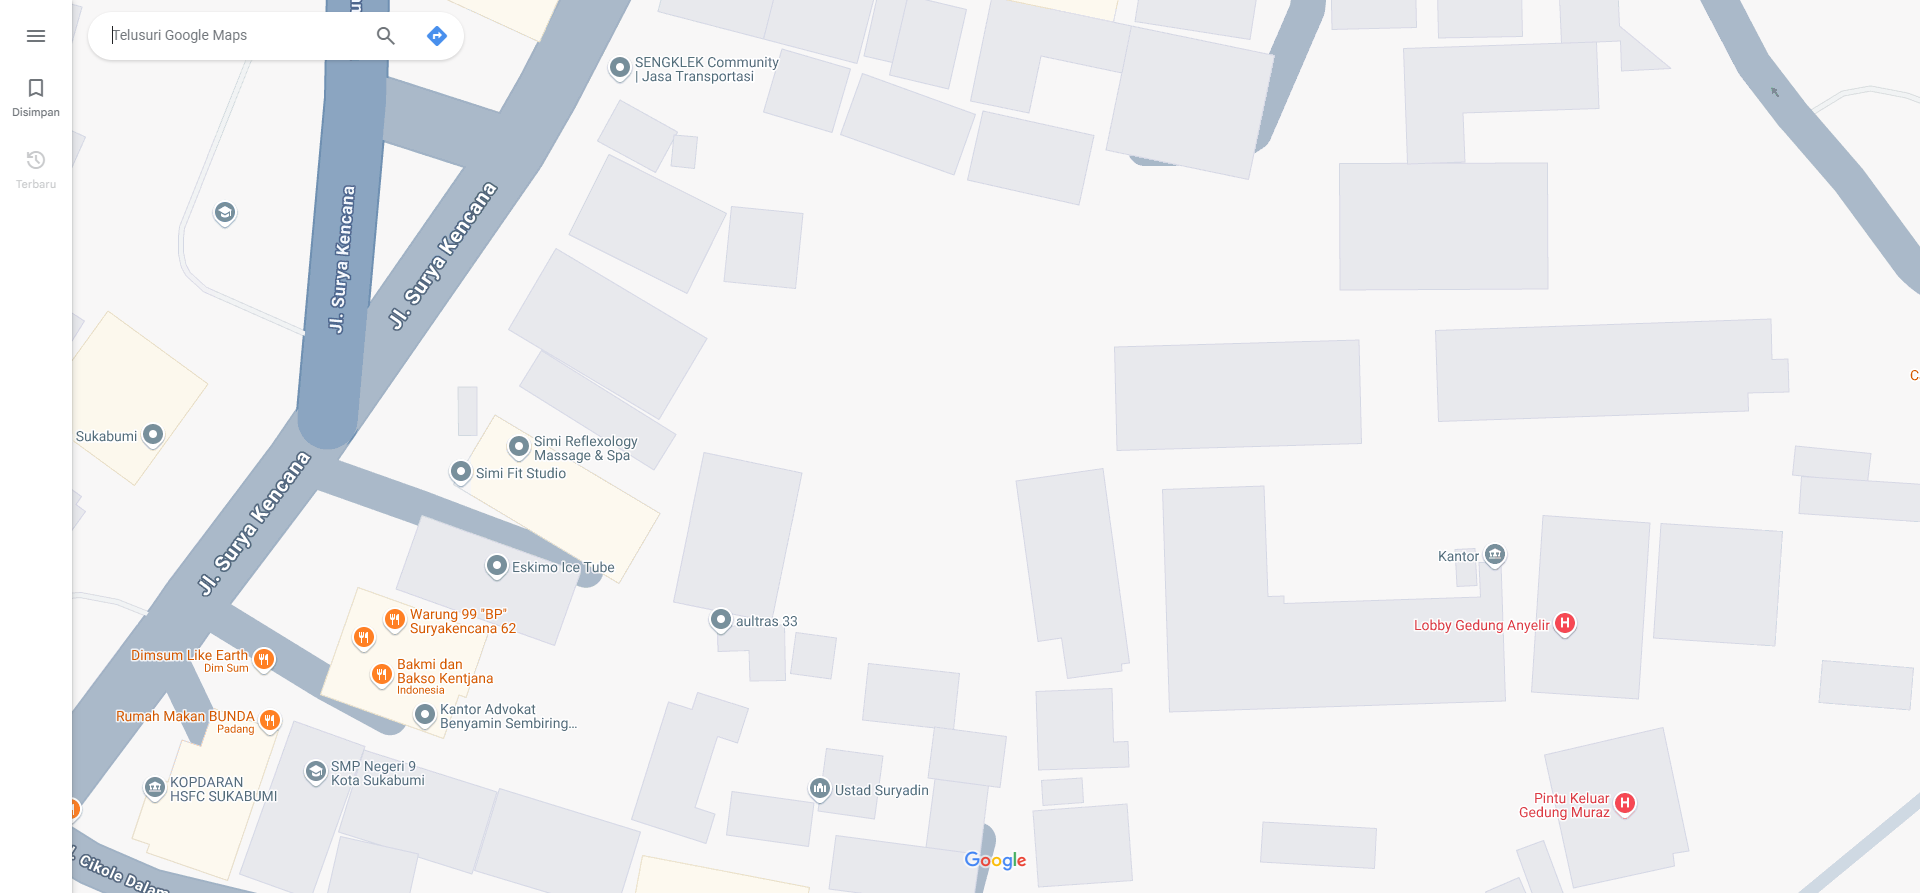 Telusuri Google Maps
Disimpan
Terbaru
SENGKLEK Community
| Jasa Transportasi
Jl. Surya Kencana
Jl. Surya Kencana
Sukabumi
Simi Reflexology
Massage & Spa
Simi Fit Studio
Jl. Surya Kencana
Eskimo Ice Tube
Kantor
Warung 99 "BP"
Suryakencana 62
aultras 33
Lobby Gedung Anyelir
Dimsum Like Earth
Dim Sum
Bakmi dan
Bakso Kentjana
Indonesia
Rumah Makan BUNDA
Padang
Kantor Advokat
Benyamin Sembiring...
SMP Negeri 9
Kota Sukabumi
KOPDARAN
HSFC SUKABUMI
Ustad Suryadin
Pintu Keluar
Gedung Muraz
Cikole Dalam
Google